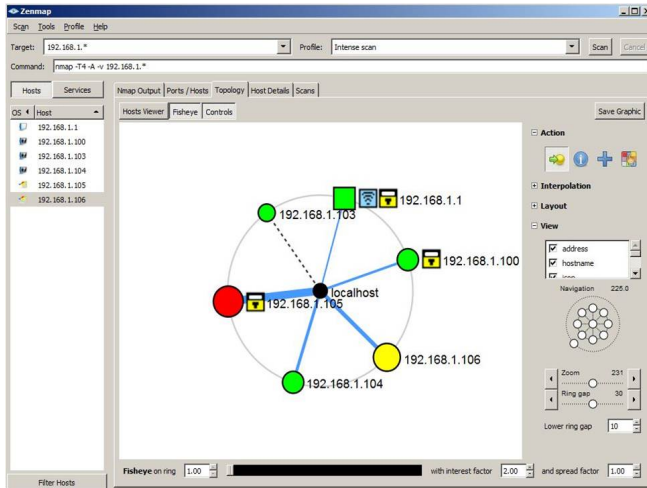 Zenmap
Scan Tools Profile Help
Target: 192.168.1.* Profile: Intense scan Scan Cancel
Command: nmap -T4 -A -v 192.168.1.*
Hosts Services
Nmap Output Ports / Hosts Topology Host Details Scans
OS Host
192.168.1.1
192.168.1.100
192.168.1.103
192.168.1.104
192.168.1.105
192.168.1.106
Hosts Viewer Fisheye Controls Save Graphic
192.168.1.103
192.168.1.1
192.168.1.100
localhost
192.168.1.105
192.168.1.106
192.168.1.104
Action
Interpolation
Layout
View
address
hostname
Navigation 225.0
Zoom 231
Ring gap 30
Lower ring gap 10
Fisheye on ring 1.00 with interest factor 2.00 and spread factor 1.00
Filter Hosts